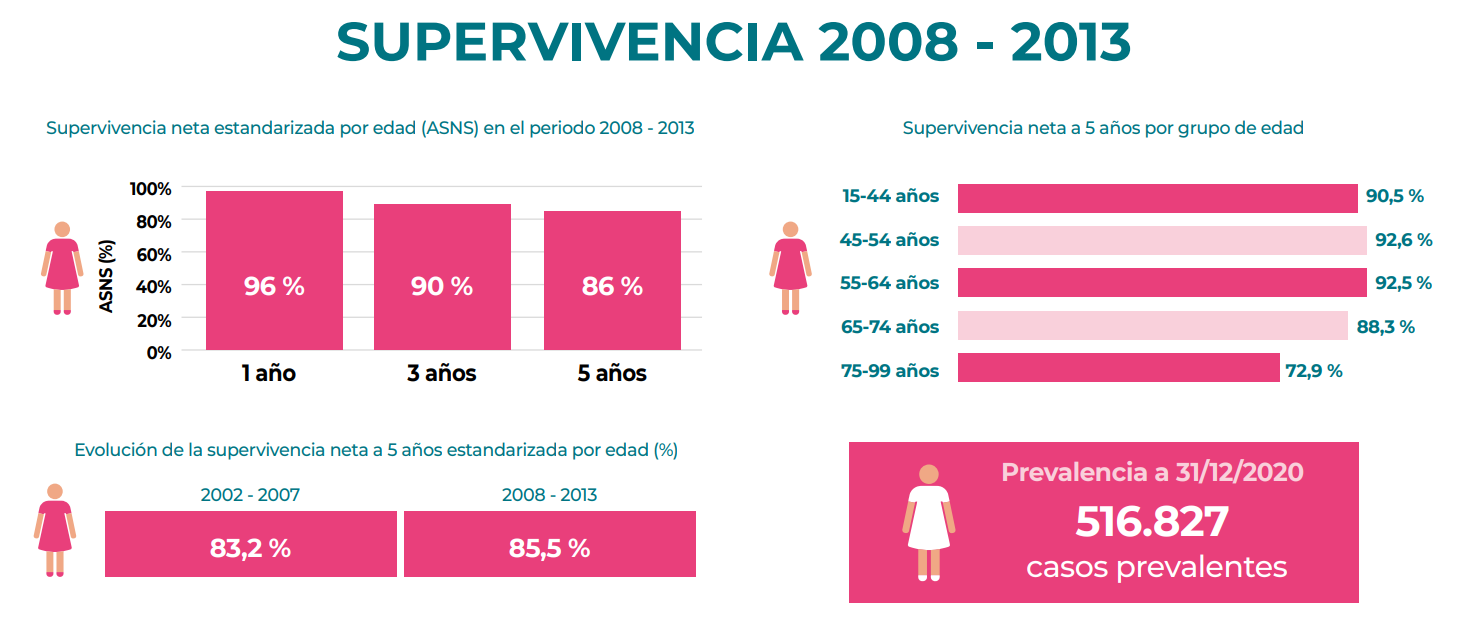 SUPERVIVENCIA 2008 - 2013
Supervivencia neta estandarizada por edad (ASNS) en el periodo 2008 - 2013
ASNS (%)
100%
80%
60%
40%
20%
0%
96 %
90 %
86 %
1 año
3 años
5 años
Supervivencia neta a 5 años por grupo de edad
15-44 años 90,5 %
45-54 años 92,6 %
55-64 años 92,5 %
65-74 años 88,3 %
75-99 años 72,9 %
Evolución de la supervivencia neta a 5 años estandarizada por edad (%)
2002 - 2007
2008 - 2013
83,2 %
85,5 %
Prevalencia a 31/12/2020
516.827
casos prevalentes